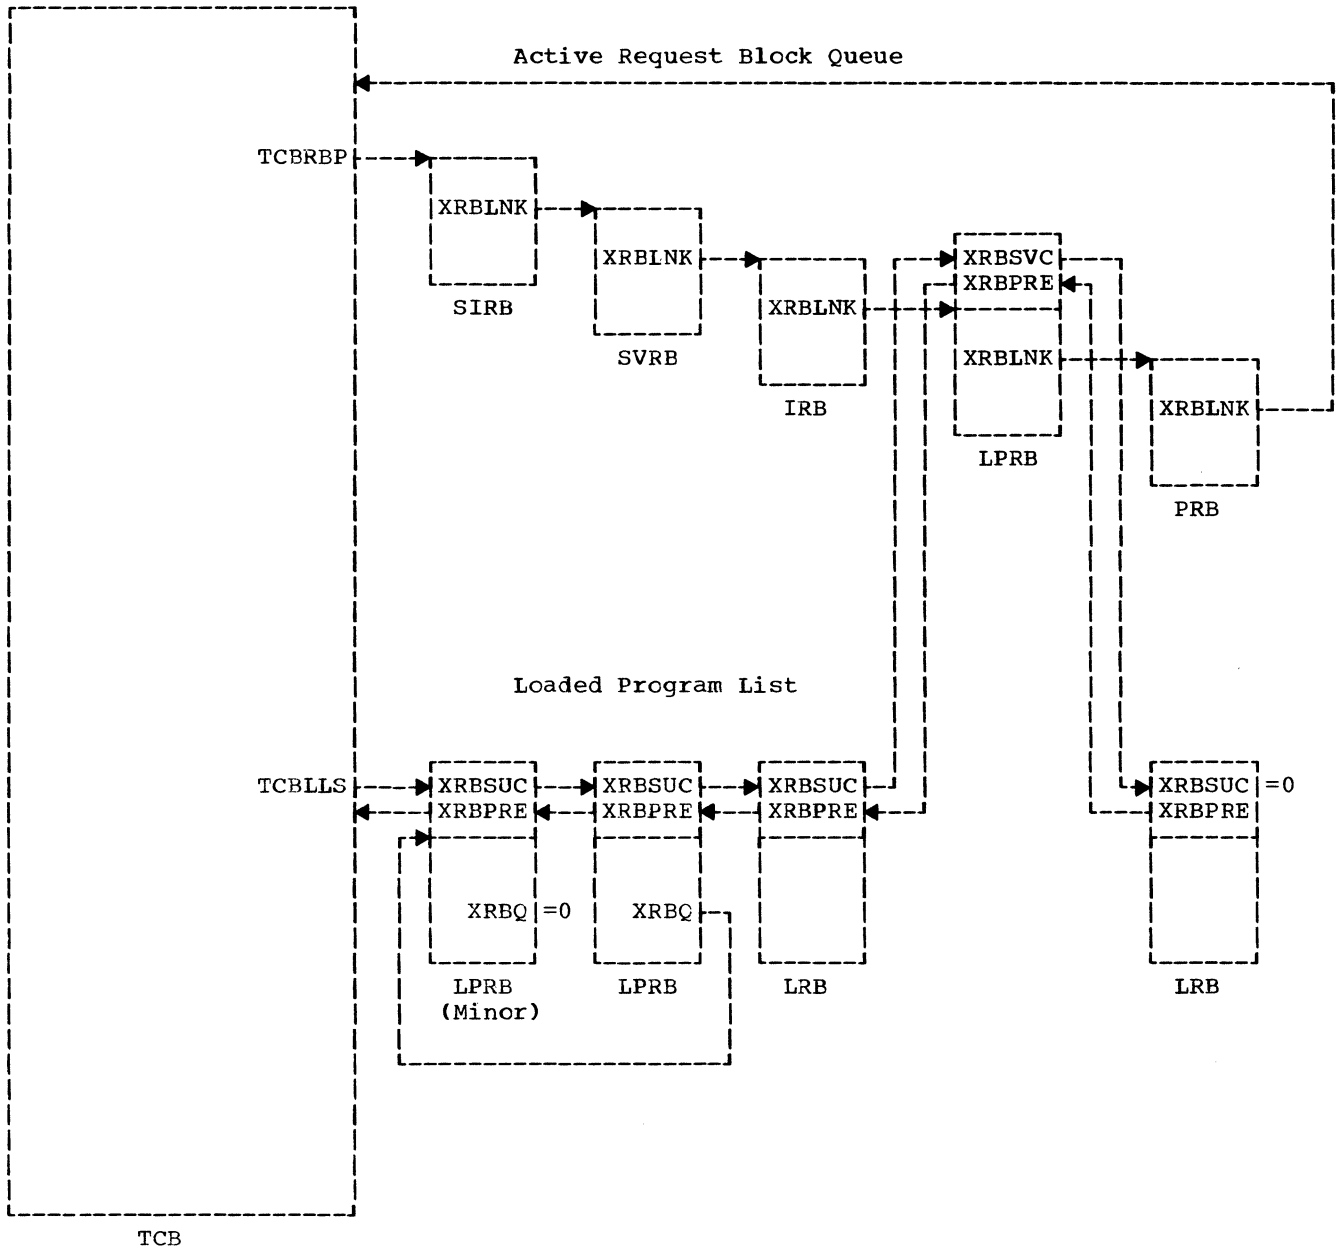 Active Request Block Queue
TCBRBP
XRBLNK
SIRB
XRBLNK
SVRB
XRBLNK
IRB
XRBSVC
XRBPRE
XRBLNK
LPRB
XRBLNK
PRB
Loaded Program List
TCBLLS
XRBSUC
XRBPRE
XRBQ =0
LPRB
(Minor)
XRBSUC
XRBPRE
XRBQ
LPRB
XRBSUC
XRBPRE
LRB
XRBSUC =0
XRBPRE
LRB
TCB